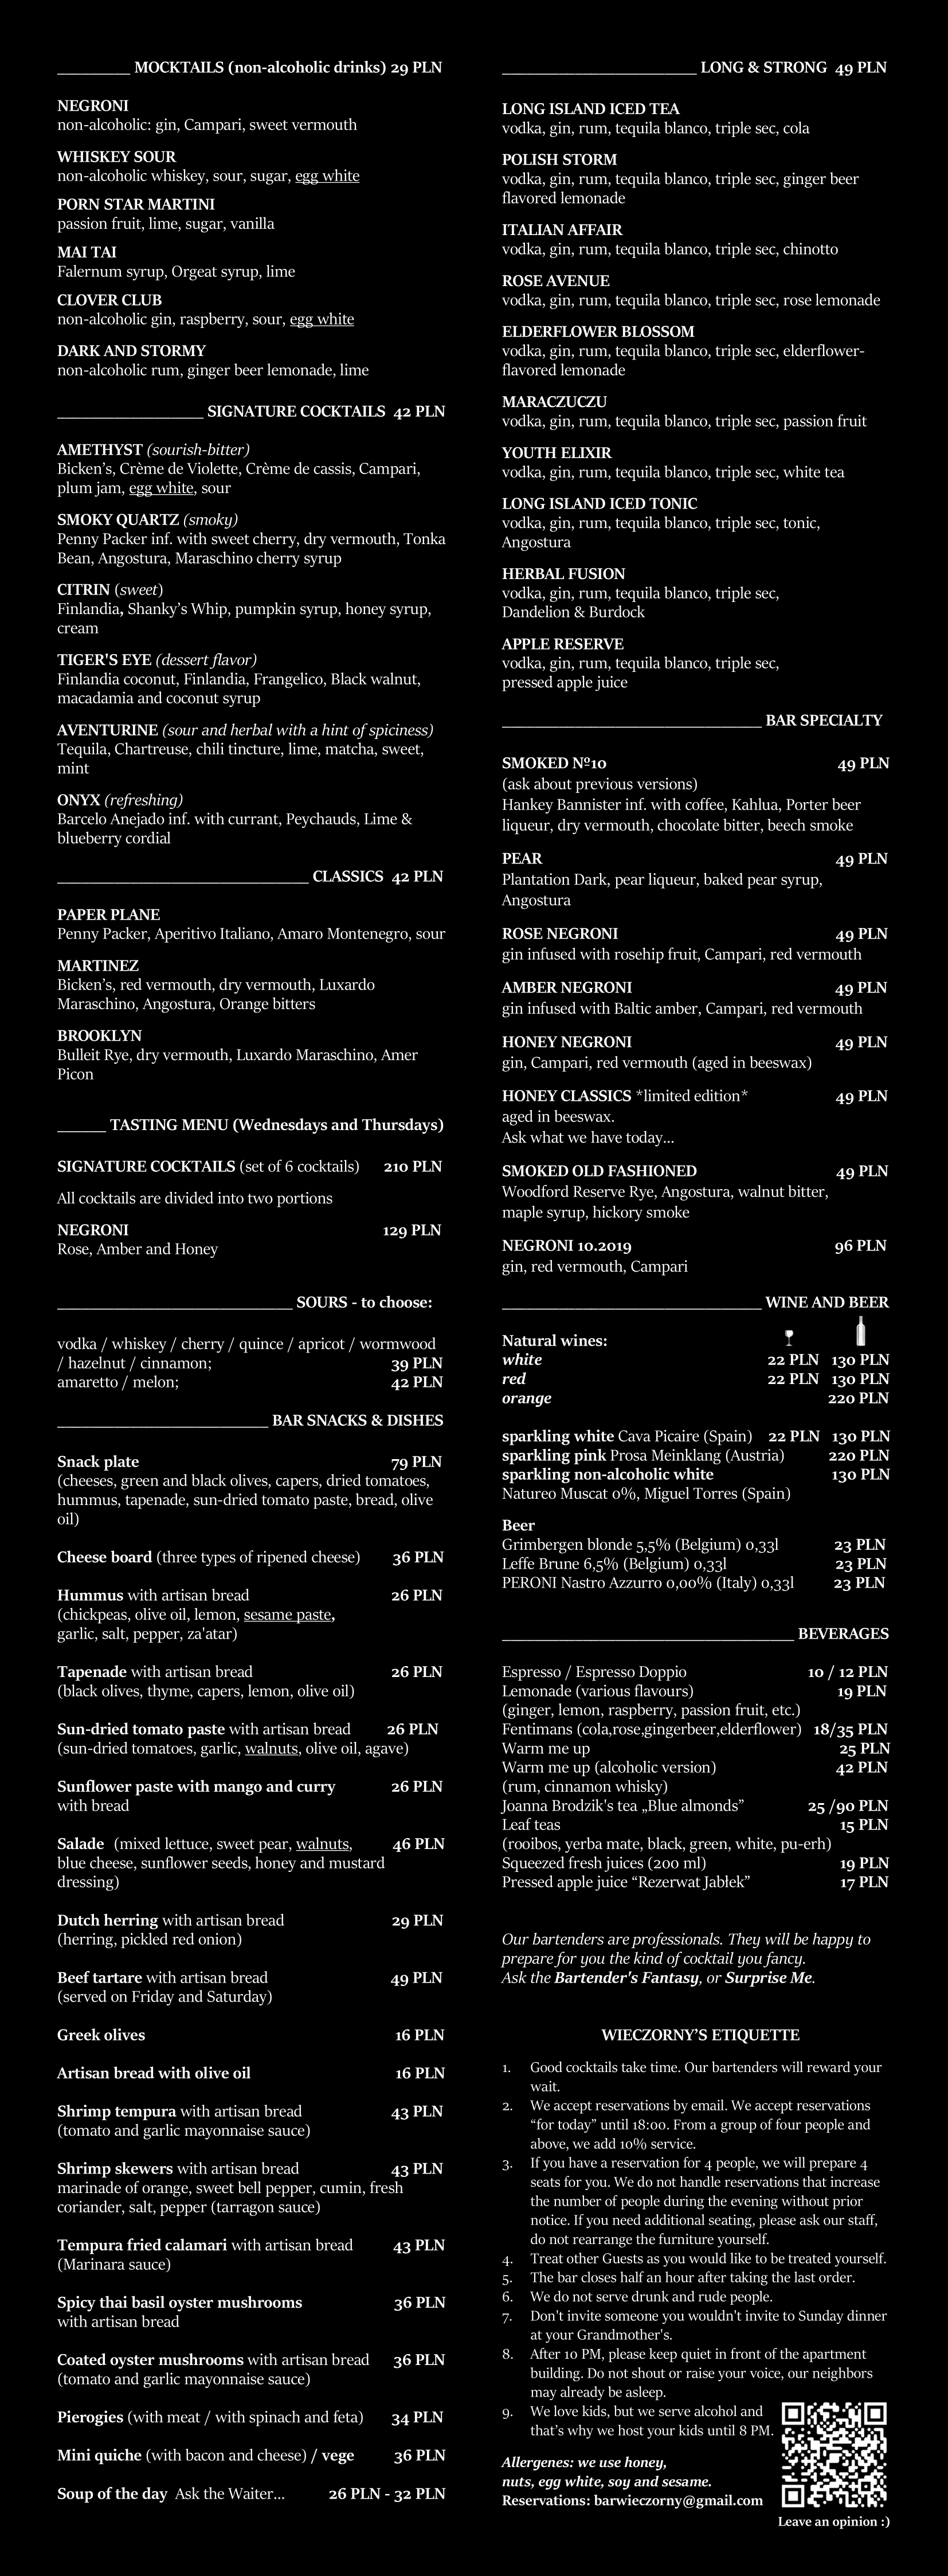 MOCKTAILS (non-alcoholic drinks) 29 PLN
NEGRONI
non-alcoholic: gin, Campari, sweet vermouth
WHISKEY SOUR
non-alcoholic whiskey, sour, sugar, egg white
PORN STAR MARTINI
passion fruit, lime, sugar, vanilla
MAI TAI
Falernum syrup, Orgeat syrup, lime
CLOVER CLUB
non-alcoholic gin, raspberry, sour, egg white
DARK AND STORMY
non-alcoholic rum, ginger beer lemonade, lime
SIGNATURE COCKTAILS 42 PLN
AMETHYST (sourish-bitter)
Bicken's, Crème de Violette, Crème de cassis, Campari,
plum jam, egg white, sour
SMOKY QUARTZ (smoky)
Penny Packer inf. with sweet cherry, dry vermouth, Tonka
Bean, Angostura, Maraschino cherry syrup
CITRIN (sweet)
Finlandia, Shanky's Whip, pumpkin syrup, honey syrup,
cream
TIGER'S EYE (dessert flavor)
Finlandia coconut, Finlandia, Frangelico, Black walnut,
macadamia and coconut syrup
AVENTURINE (sour and herbal with a hint of spiciness)
Tequila, Chartreuse, chili tincture, lime, matcha, sweet,
mint
ONYX (refreshing)
Barcelo Anejado inf. with currant, Peychauds, Lime &
blueberry cordial
CLASSICS 42 PLN
PAPER PLANE
Penny Packer, Aperitivo Italiano, Amaro Montenegro, sour
MARTINEZ
Bicken's, red vermouth, dry vermouth, Luxardo
Maraschino, Angostura, Orange bitters
BROOKLYN
Bulleit Rye, dry vermouth, Luxardo Maraschino, Amer
Picon
TASTING MENU (Wednesdays and Thursdays)
SIGNATURE COCKTAILS (set of 6 cocktails) 210 PLN
All cocktails are divided into two portions
NEGRONI 129 PLN
Rose, Amber and Honey
SOURS - to choose:
vodka / whiskey / cherry / quince / apricot / wormwood
/ hazelnut / cinnamon; 39 PLN
amaretto / melon; 42 PLN
BAR SNACKS & DISHES
Snack plate 79 PLN
(cheeses, green and black olives, capers, dried tomatoes,
hummus, tapenade, sun-dried tomato paste, bread, olive
oil)
Cheese board (three types of ripened cheese) 36 PLN
Hummus with artisan bread 26 PLN
(chickpeas, olive oil, lemon, sesame paste,
garlic, salt, pepper, za'atar)
Tapenade with artisan bread 26 PLN
(black olives, thyme, capers, lemon, olive oil)
Sun-dried tomato paste with artisan bread 26 PLN
(sun-dried tomatoes, garlic, walnuts, olive oil, agave)
Sunflower paste with mango and curry 26 PLN
with bread
Salade (mixed lettuce, sweet pear, walnuts, 46 PLN
blue cheese, sunflower seeds, honey and mustard
dressing)
Dutch herring with artisan bread 29 PLN
(herring, pickled red onion)
Beef tartare with artisan bread 49 PLN
(served on Friday and Saturday)
Greek olives 16 PLN
Artisan bread with olive oil 16 PLN
Shrimp tempura with artisan bread 43 PLN
(tomato and garlic mayonnaise sauce)
Shrimp skewers with artisan bread 43 PLN
marinade of orange, sweet bell pepper, cumin, fresh
coriander, salt, pepper (tarragon sauce)
Tempura fried calamari with artisan bread 43 PLN
(Marinara sauce)
Spicy thai basil oyster mushrooms 36 PLN
with artisan bread
Coated oyster mushrooms with artisan bread 36 PLN
(tomato and garlic mayonnaise sauce)
Pierogies (with meat / with spinach and feta) 34 PLN
Mini quiche (with bacon and cheese) / vege 36 PLN
Soup of the day Ask the Waiter... 26 PLN - 32 PLN
LONG & STRONG 49 PLN
LONG ISLAND ICED TEA
vodka, gin, rum, tequila blanco, triple sec, cola
POLISH STORM
vodka, gin, rum, tequila blanco, triple sec, ginger beer
flavored lemonade
ITALIAN AFFAIR
vodka, gin, rum, tequila blanco, triple sec, chinotto
ROSE AVENUE
vodka, gin, rum, tequila blanco, triple sec, rose lemonade
ELDERFLOWER BLOSSOM
vodka, gin, rum, tequila blanco, triple sec, elderflower-
flavored lemonade
MARACZUCZU
vodka, gin, rum, tequila blanco, triple sec, passion fruit
YOUTH ELIXIR
vodka, gin, rum, tequila blanco, triple sec, white tea
LONG ISLAND ICED TONIC
vodka, gin, rum, tequila blanco, triple sec, tonic,
Angostura
HERBAL FUSION
vodka, gin, rum, tequila blanco, triple sec,
Dandelion & Burdock
APPLE RESERVE
vodka, gin, rum, tequila blanco, triple sec,
pressed apple juice
BAR SPECIALTY
SMOKED Nº10 49 PLN
(ask about previous versions)
Hankey Bannister inf. with coffee, Kahlua, Porter beer
liqueur, dry vermouth, chocolate bitter, beech smoke
PEAR 49 PLN
Plantation Dark, pear liqueur, baked pear syrup,
Angostura
ROSE NEGRONI 49 PLN
gin infused with rosehip fruit, Campari, red vermouth
AMBER NEGRONI 49 PLN
gin infused with Baltic amber, Campari, red vermouth
HONEY NEGRONI 49 PLN
gin, Campari, red vermouth (aged in beeswax)
HONEY CLASSICS *limited edition* 49 PLN
aged in beeswax.
Ask what we have today...
SMOKED OLD FASHIONED 49 PLN
Woodford Reserve Rye, Angostura, walnut bitter,
maple syrup, hickory smoke
NEGRONI 10.2019 96 PLN
gin, red vermouth, Campari
WINE AND BEER
Natural wines:
white 22 PLN 130 PLN
red 22 PLN 130 PLN
orange 220 PLN
sparkling white Cava Picaire (Spain) 22 PLN 130 PLN
sparkling pink Prosa Meinklang (Austria) 220 PLN
sparkling non-alcoholic white 130 PLN
Natureo Muscat 0%, Miguel Torres (Spain)
Beer
Grimbergen blonde 5,5% (Belgium) 0,33l 23 PLN
Leffe Brune 6,5% (Belgium) 0,33l 23 PLN
PERONI Nastro Azzurro 0,00% (Italy) 0,33l 23 PLN
BEVERAGES
Espresso / Espresso Doppio 10 / 12 PLN
Lemonade (various flavours) 19 PLN
(ginger, lemon, raspberry, passion fruit, etc.)
Fentimans (cola,rose,gingerbeer,elderflower) 18/35 PLN
Warm me up 25 PLN
Warm me up (alcoholic version) 42 PLN
(rum, cinnamon whisky)
Joanna Brodzik's tea „Blue almonds” 25 /90 PLN
Leaf teas 15 PLN
(rooibos, yerba mate, black, green, white, pu-erh)
Squeezed fresh juices (200 ml) 19 PLN
Pressed apple juice “Rezerwat Jabłek” 17 PLN
Our bartenders are professionals. They will be happy to
prepare for you the kind of cocktail you fancy.
Ask the Bartender's Fantasy, or Surprise Me.
WIECZORNY'S ETIQUETTE
1. Good cocktails take time. Our bartenders will reward your
wait.
2. We accept reservations by email. We accept reservations
“for today” until 18:00. From a group of four people and
above, we add 10% service.
3. If you have a reservation for 4 people, we will prepare 4
seats for you. We do not handle reservations that increase
the number of people during the evening without prior
notice. If you need additional seating, please ask our staff,
do not rearrange the furniture yourself.
4. Treat other Guests as you would like to be treated yourself.
5. The bar closes half an hour after taking the last order.
6. We do not serve drunk and rude people.
7. Don't invite someone you wouldn't invite to Sunday dinner
at your Grandmother's.
8. After 10 PM, please keep quiet in front of the apartment
building. Do not shout or raise your voice, our neighbors
may already be asleep.
9. We love kids, but we serve alcohol and
that's why we host your kids until 8 PM.
Allergenes: we use honey,
nuts, egg white, soy and sesame.
Reservations: barwieczorny@gmail.com
Leave an opinion :)